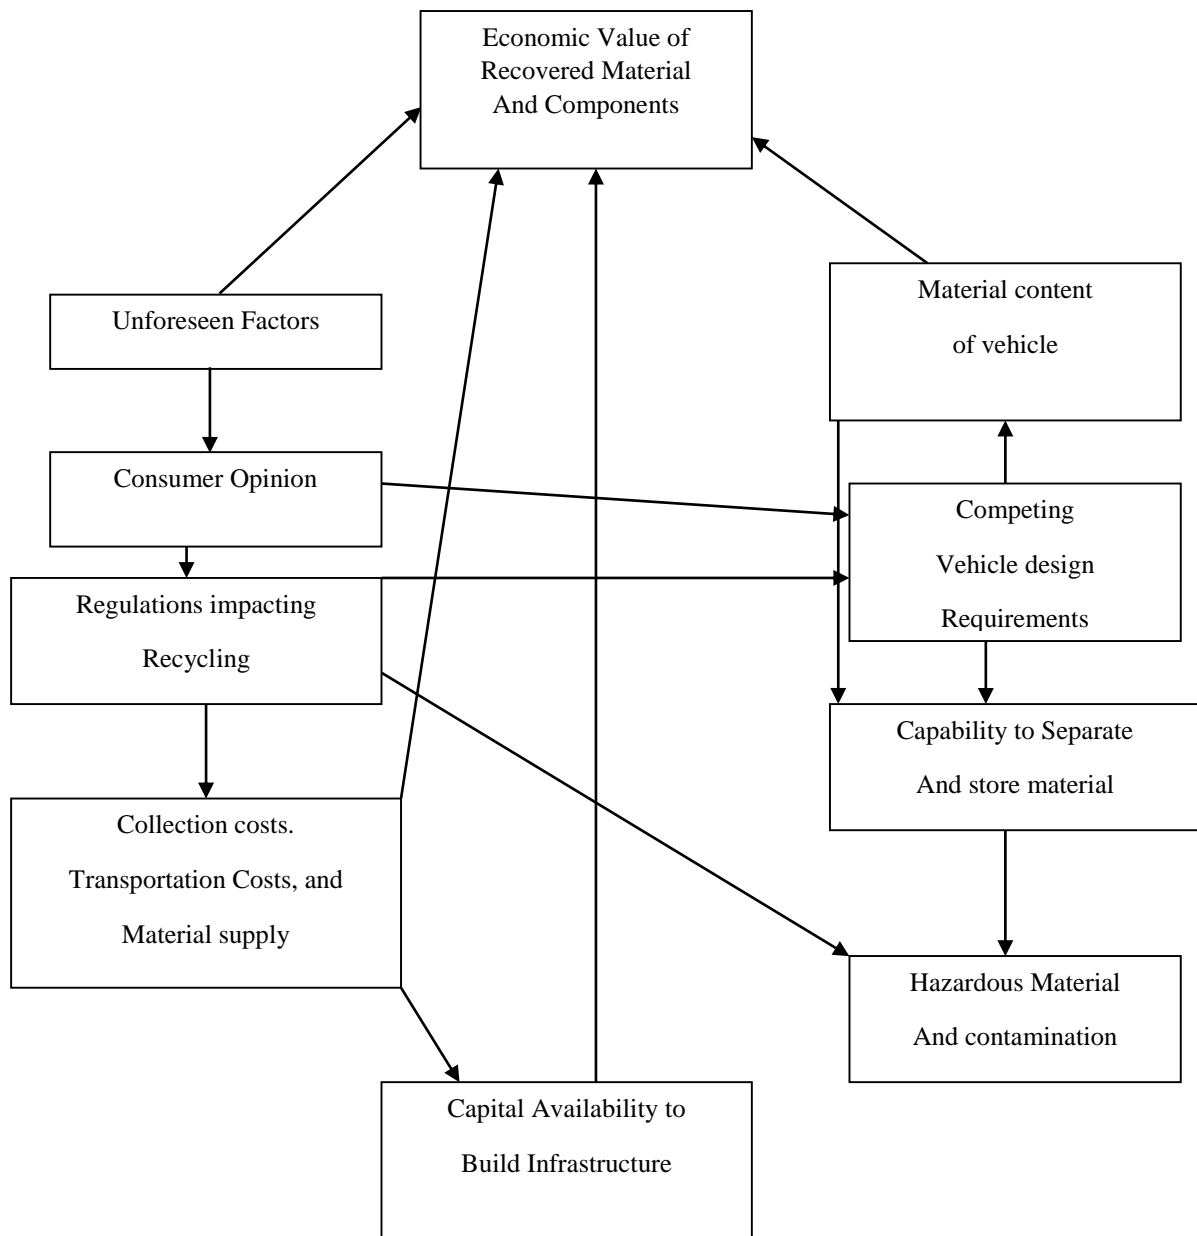 Economic Value of
Recovered Material
And Components
Unforeseen Factors
Material content
of vehicle
Consumer Opinion
Competing
Vehicle design
Requirements
Regulations impacting
Recycling
Capability to Separate
And store material
Collection costs.
Transportation Costs, and
Material supply
Hazardous Material
And contamination
Capital Availability to
Build Infrastructure